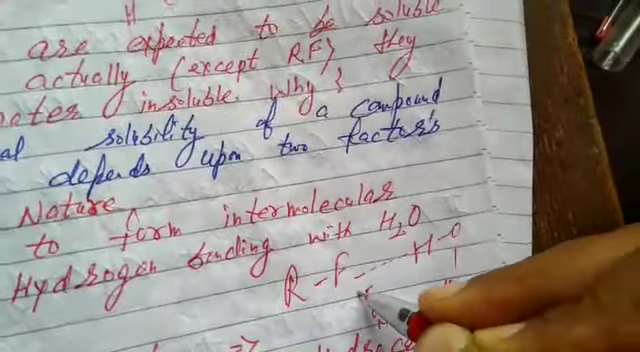 H
are expected to be soluble
actually (except RF) they
insoluble. Why?
solubility of a compound
depends upon two factors
Nature
to form intermolecular
Hydrogen bonding with H₂O
R-F---H-O